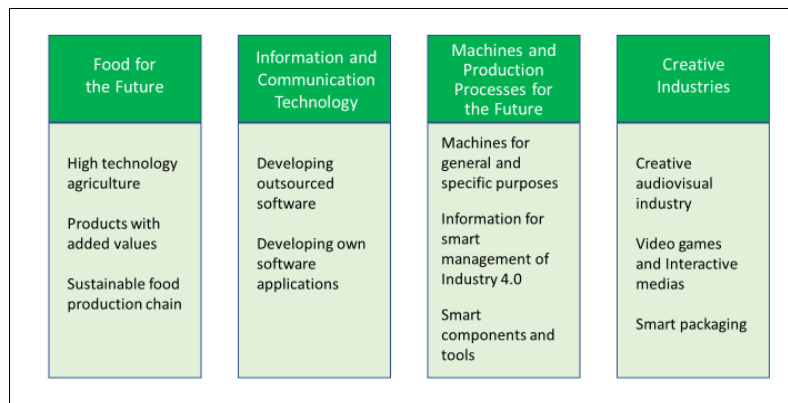 Food for
the Future
High technology
agriculture
Products with
added values
Sustainable food
production chain
Information and
Communication
Technology
Developing
outsourced
software
Developing own
software
applications
Machines and
Production
Processes for
the Future
Machines for
general and
specific purposes
Information for
smart
management of
Industry 4.0
Smart
components and
tools
Creative
Industries
Creative
audiovisual
industry
Video games
and Interactive
medias
Smart packaging